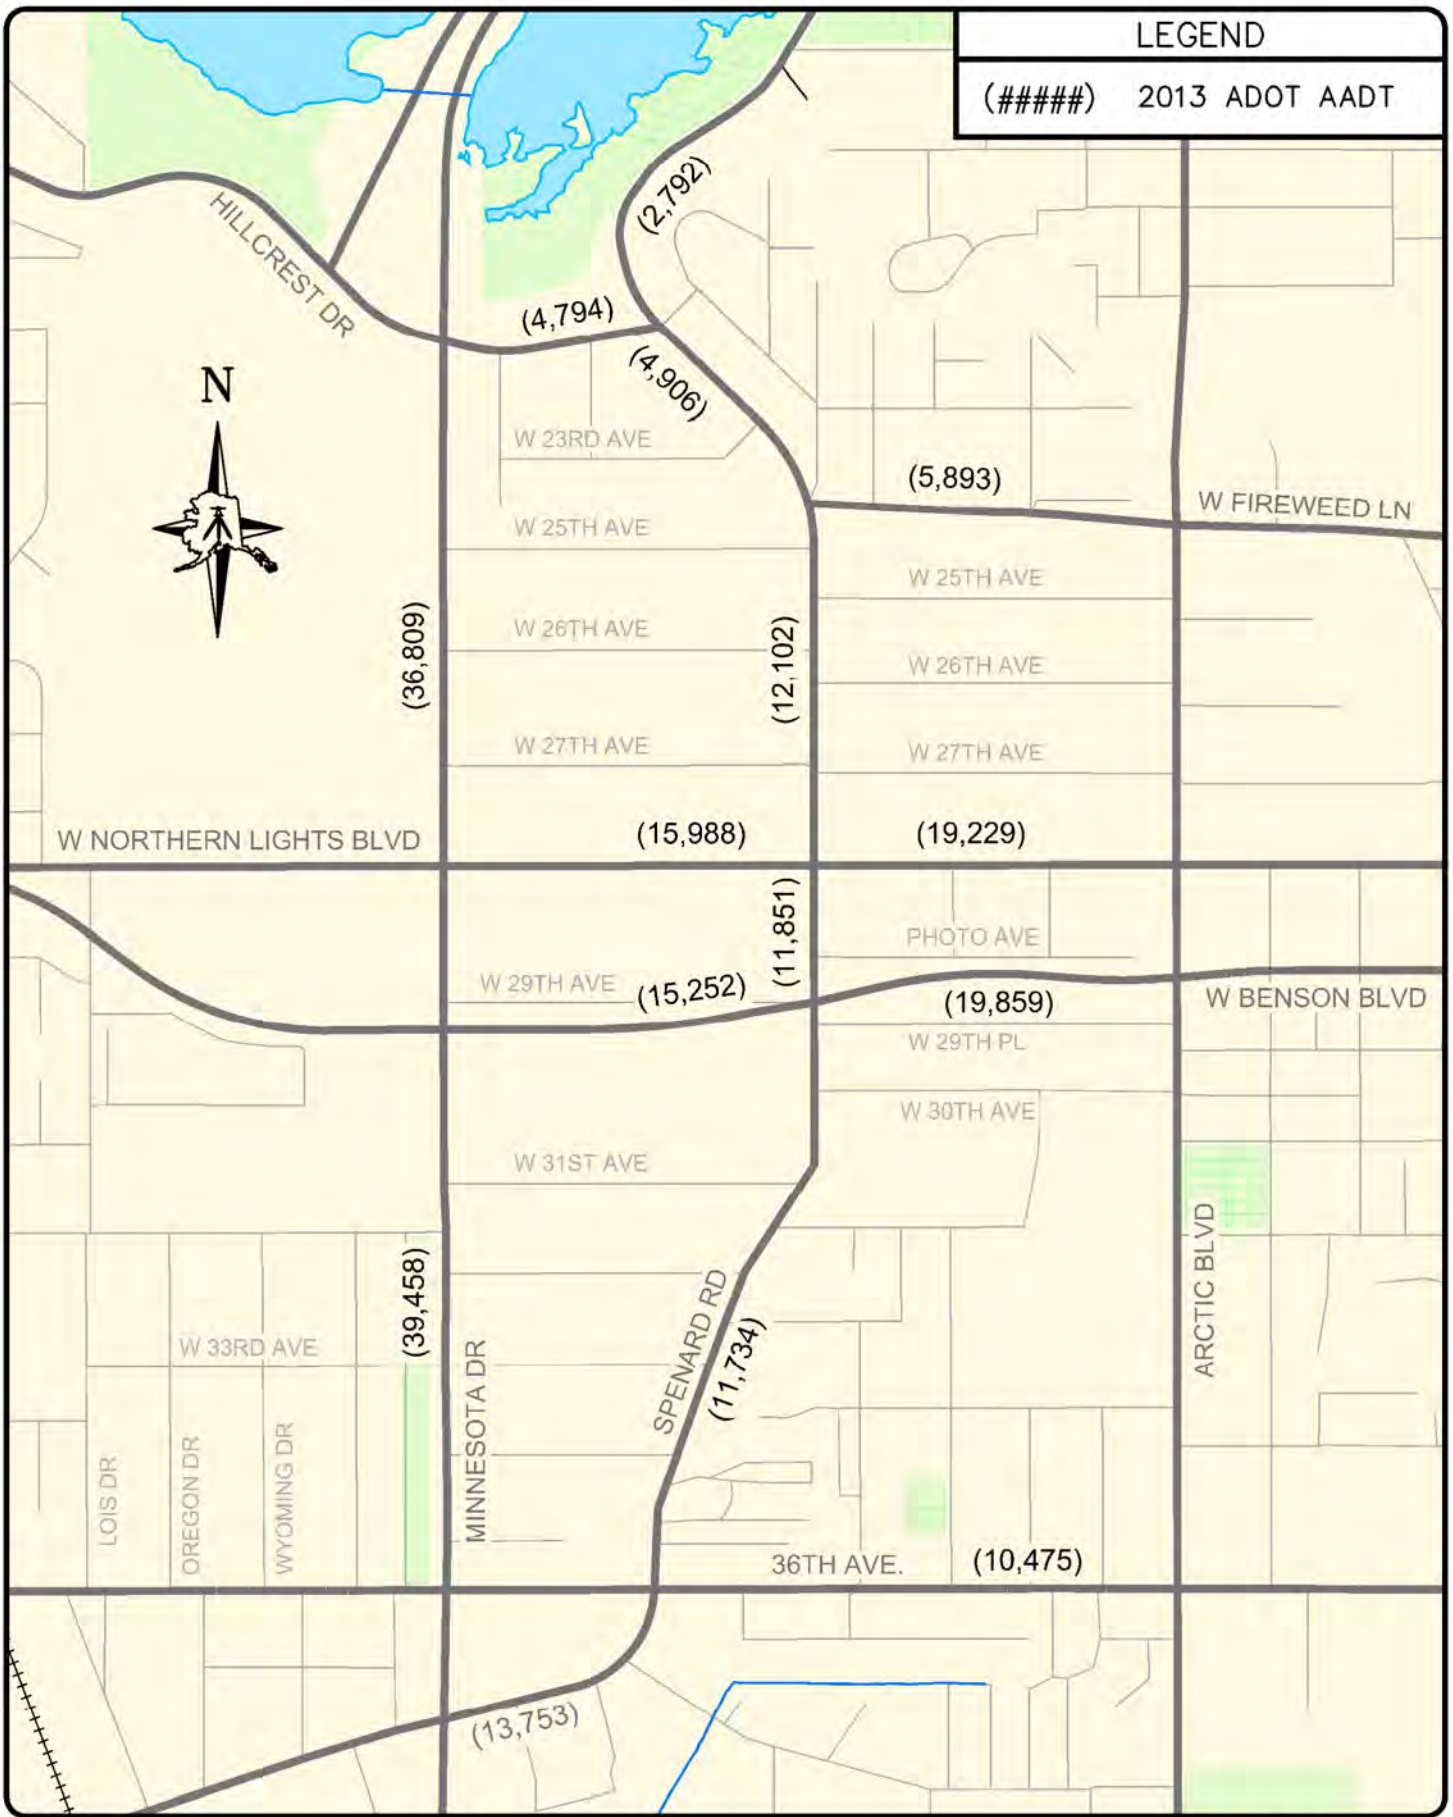 LEGEND
(#####) 2013 ADOT AADT
(2,792)
HILLCREST DR
(4,794)
(4,906)
N
W 23RD AVE
(5,893)
W FIREWEED LN
W 25TH AVE
W 25TH AVE
(36,809)
W 26TH AVE
(12,102)
W 26TH AVE
W 27TH AVE
W 27TH AVE
W NORTHERN LIGHTS BLVD
(15,988)
(19,229)
(11,851)
PHOTO AVE
W 29TH AVE
(15,252)
(19,859)
W BENSON BLVD
W 29TH PL
W 30TH AVE
W 31ST AVE
ARCTIC BLVD
(39,458)
SPENARD RD
(11,734)
W 33RD AVE
MINNESOTA DR
LOIS DR
OREGON DR
WYOMING DR
36TH AVE.
(10,475)
(13,753)